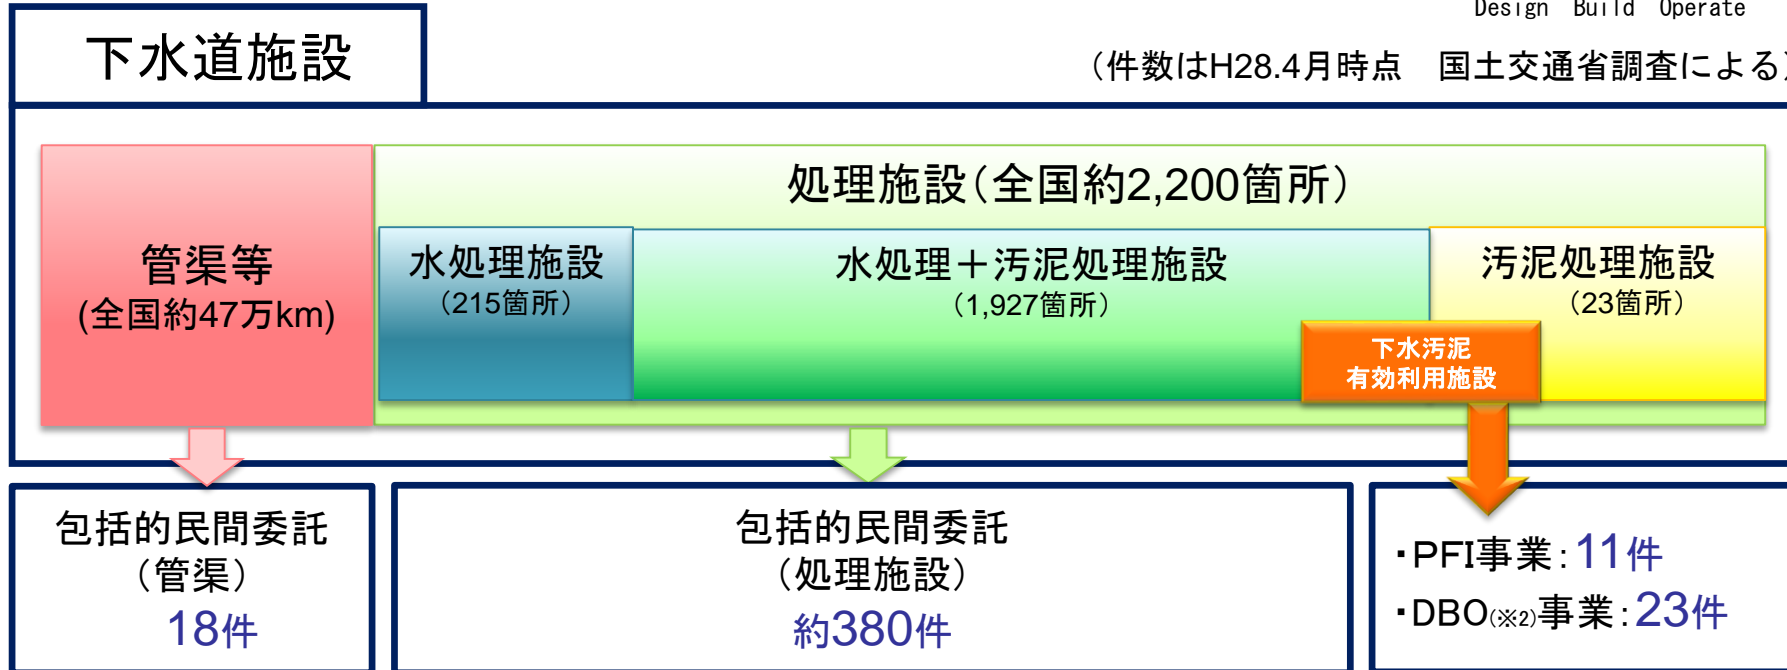 Design Build Operate
下水道施設
（件数はH28.4月時点　国土交通省調査による）
処理施設（全国約2,200箇所）
管渠等
(全国約47万km)
水処理施設
（215箇所）
水処理＋汚泥処理施設
（1,927箇所）
汚泥処理施設
（23箇所）
下水汚泥
有効利用施設
包括的民間委託
（管渠）
18件
包括的民間委託
（処理施設）
約380件
・PFI事業：11件
・DBO(※2)事業：23件